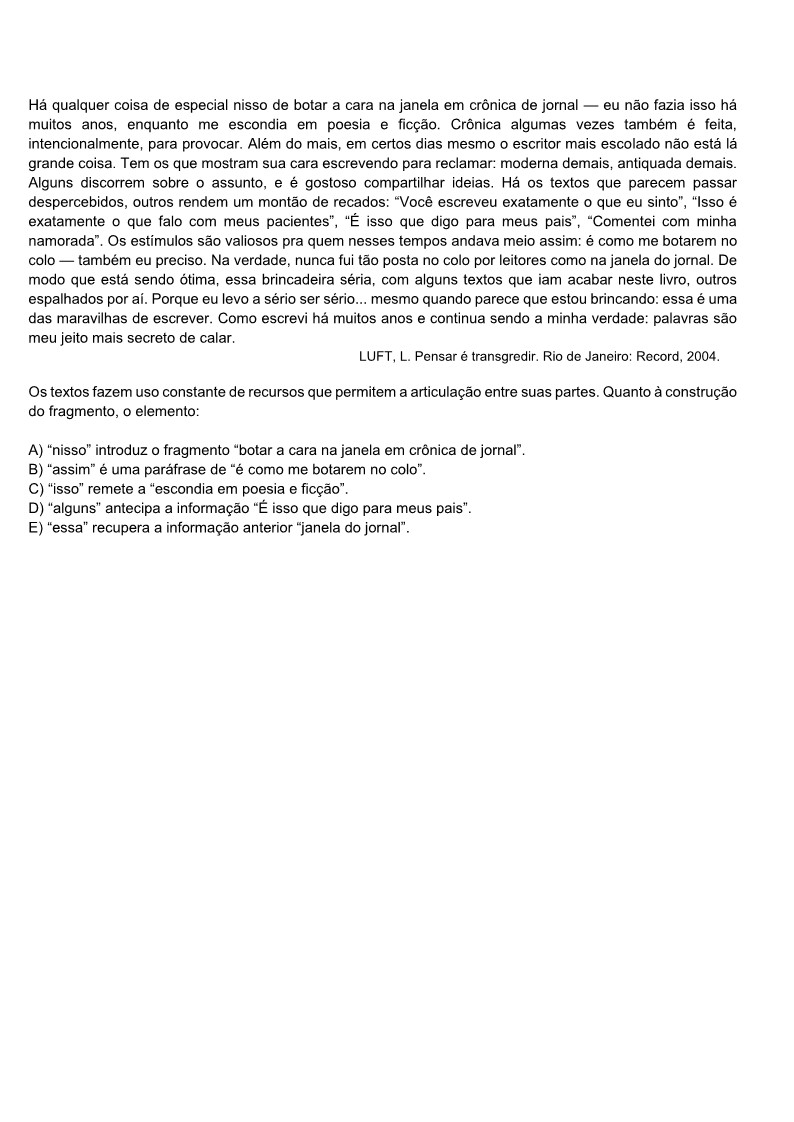 Há qualquer coisa de especial nisso de botar a cara na janela em crônica de jornal — eu não fazia isso há
muitos anos, enquanto me escondia em poesia e ficção. Crônica algumas vezes também é feita,
intencionalmente, para provocar. Além do mais, em certos dias mesmo o escritor mais escolado não está lá
grande coisa. Tem os que mostram sua cara escrevendo para reclamar: moderna demais, antiquada demais.
Alguns discorrem sobre o assunto, e é gostoso compartilhar ideias. Há os textos que parecem passar
despercebidos, outros rendem um montão de recados: “Você escreveu exatamente o que eu sinto”, “Isso é
exatamente o que falo com meus pacientes”, “É isso que digo para meus pais”, “Comentei com minha
namorada”. Os estímulos são valiosos pra quem nesses tempos andava meio assim: é como me botarem no
colo — também eu preciso. Na verdade, nunca fui tão posta no colo por leitores como na janela do jornal. De
modo que está sendo ótima, essa brincadeira séria, com alguns textos que iam acabar neste livro, outros
espalhados por aí. Porque eu levo a sério ser sério... mesmo quando parece que estou brincando: essa é uma
das maravilhas de escrever. Como escrevi há muitos anos e continua sendo a minha verdade: palavras são
meu jeito mais secreto de calar.
LUFT, L. Pensar é transgredir. Rio de Janeiro: Record, 2004.
Os textos fazem uso constante de recursos que permitem a articulação entre suas partes. Quanto à construção
do fragmento, o elemento:
A) “nisso” introduz o fragmento “botar a cara na janela em crônica de jornal”.
B) “assim” é uma paráfrase de “é como me botarem no colo”.
C) “isso” remete a “escondia em poesia e ficção”.
D) “alguns” antecipa a informação “É isso que digo para meus pais”.
E) “essa” recupera a informação anterior “janela do jornal”.